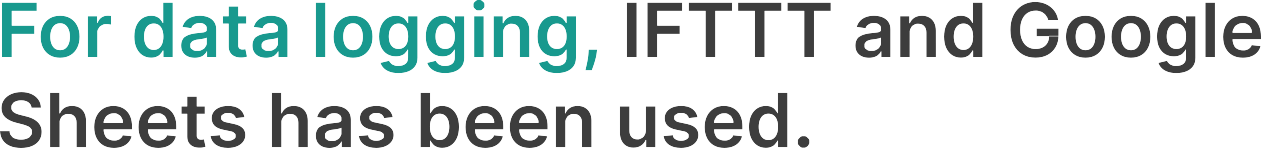 For data logging, IFTTT and Google
Sheets has been used.